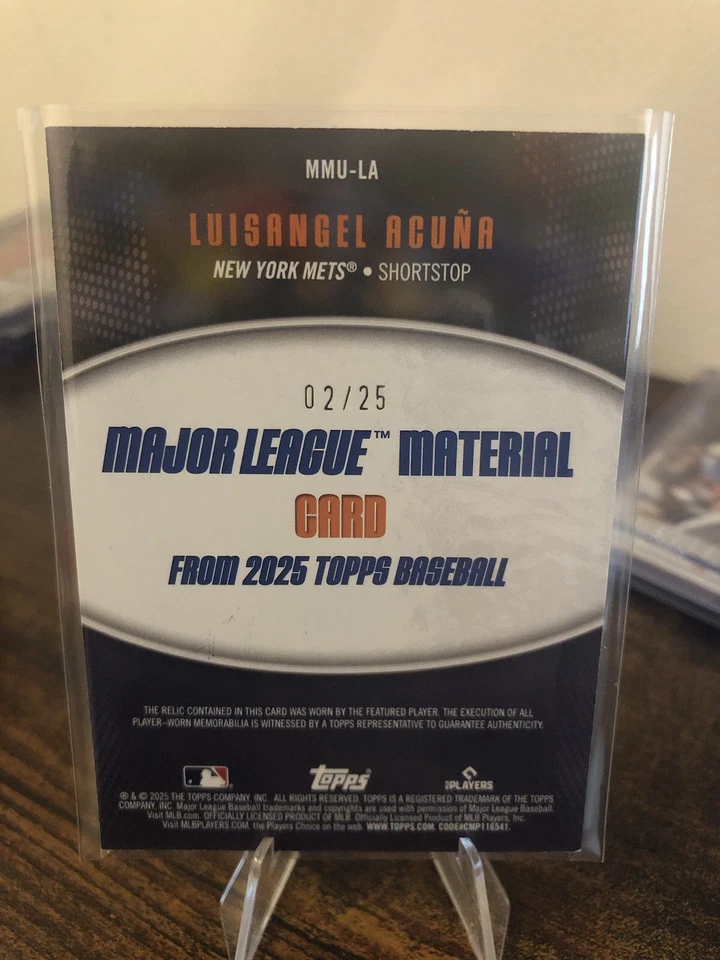 MMU-LA
LUISANGEL ACUÑA
NEW YORK METS® • SHORTSTOP
02/25
MAJOR LEAGUE™ MATERIAL
CARD
FROM 2025 TOPPS BASEBALL
THE RELIC CONTAINED IN THIS CARD WAS WORN BY THE FEATURED PLAYER. THE EXECUTION OF ALL
PLAYER-WORN MEMORABILIA IS WITNESSED BY A TOPPS REPRESENTATIVE TO GUARANTEE AUTHENTICITY.
topps
PLAYERS
® & © 2025 THE TOPPS COMPANY, INC. ALL RIGHTS RESERVED. TOPPS IS A REGISTERED TRADEMARK OF THE TOPPS
COMPANY, INC. Major League Baseball trademarks and copyrights are used with permission of Major League Baseball.
Visit MLB.com. OFFICIALLY LICENSED PRODUCT OF MLB. Officially Licensed Product of MLB Players, Inc.
Visit MLBPLAYERS.COM, the Players Choice on the web. WWW.TOPPS.COM. CODE#CMP116541.